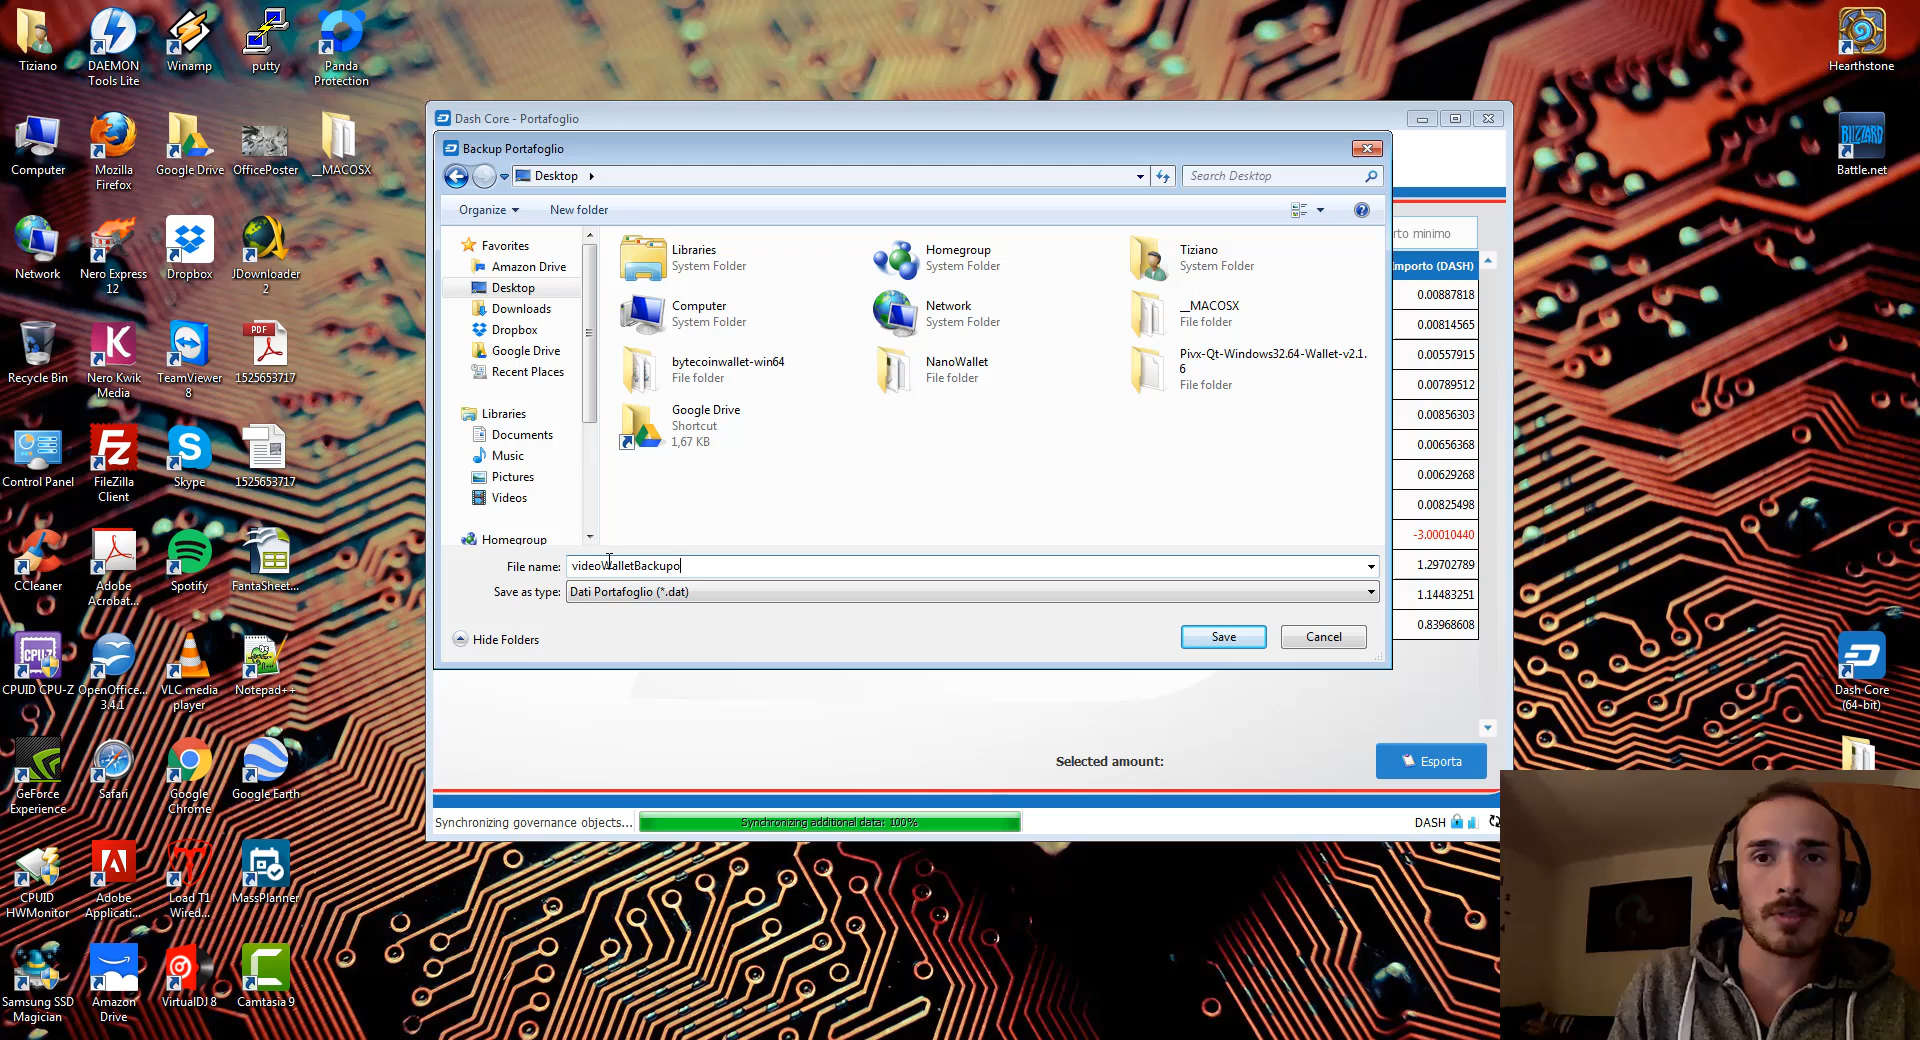 Tiziano
DAEMON
Tools Lite
Winamp
putty
Panda
Protection
Hearthstone
Computer
Mozilla
Firefox
Google Drive
OfficePoster
__MACOSX
Battle.net
BLIZZARD
Network
Nero Express
12
Dropbox
JDownloader
2
Recycle Bin
Nero Kwik
Media
TeamViewer
8
PDF
1525653717
Control Panel
FileZilla
Client
Skype
1525653717
CCleaner
Adobe
Acrobat...
Spotify
FantaSheet...
CPUID CPU-Z
OpenOffice...
3.4.1
VLC media
player
Notepad++
Dash Core
(64-bit)
GeForce
Experience
Safari
Google
Chrome
Google Earth
CPUID
HWMonitor
Adobe
Applicati...
Load T1
Wired...
MassPlanner
Samsung SSD
Magician
Amazon
Drive
VirtualDJ 8
Camtasia 9
Dash Core - Portafoglio
Backup Portafoglio
Desktop
Search Desktop
Organize
New folder
Favorites
Amazon Drive
Desktop
Downloads
Dropbox
Google Drive
Recent Places
Libraries
Documents
Music
Pictures
Videos
Homegroup
Libraries
System Folder
Homegroup
System Folder
Tiziano
System Folder
Computer
System Folder
Network
System Folder
__MACOSX
File folder
bytecoinwallet-win64
File folder
NanoWallet
File folder
Pivx-Qt-Windows32.64-Wallet-v2.1.
6
File folder
Google Drive
Shortcut
1,67 KB
File name: videoWalletBackupo
Save as type: Dati Portafoglio (*.dat)
Hide Folders
Save
Cancel
rto minimo
Importo (DASH)
0.00887818
0.00814565
0.00557915
0.00789512
0.00856303
0.00656368
0.00629268
0.00825498
-3.00010440
1.29702789
1.14483251
0.83968608
Selected amount:
Esporta
Synchronizing governance objects...
Synchronizing additional data: 100%
DASH